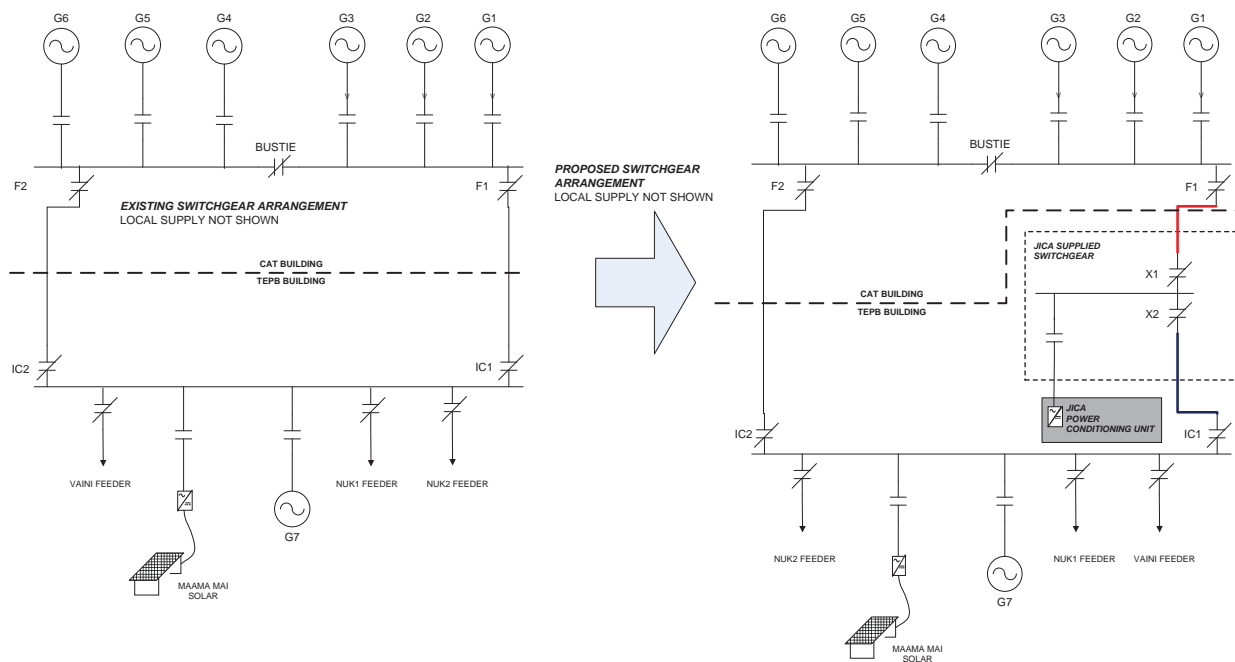 G6
G5
G4
G3
G2
G1
BUSTIE
F2
F1
EXISTING SWITCHGEAR ARRANGEMENT
LOCAL SUPPLY NOT SHOWN
CAT BUILDING
TEPB BUILDING
IC2
IC1
VAINI FEEDER
NUK1 FEEDER
NUK2 FEEDER
G7
MAAMA MAI
SOLAR
PROPOSED SWITCHGEAR
ARRANGEMENT
LOCAL SUPPLY NOT SHOWN
G6
G5
G4
G3
G2
G1
BUSTIE
F2
F1
JICA SUPPLIED
SWITCHGEAR
X1
X2
CAT BUILDING
TEPB BUILDING
JICA
POWER
CONDITIONING UNIT
IC2
IC1
NUK2 FEEDER
NUK1 FEEDER
VAINI FEEDER
G7
MAAMA MAI
SOLAR